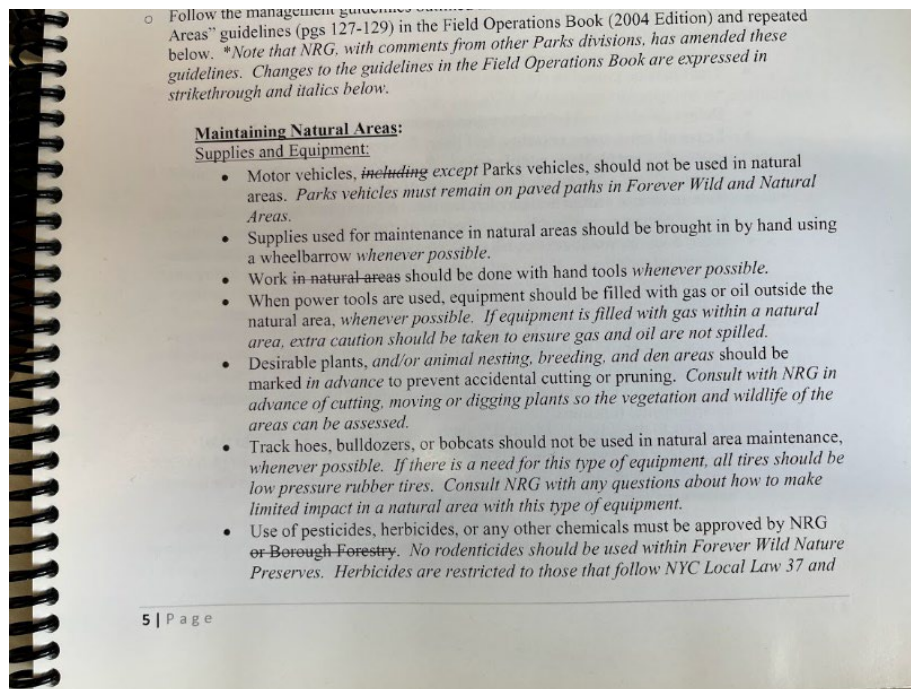 o Follow the management guidelines
Areas" guidelines (pgs 127-129) in the Field Operations Book (2004 Edition) and repeated
below. *Note that NRG, with comments from other Parks divisions, has amended these
guidelines. Changes to the guidelines in the Field Operations Book are expressed in
strikethrough and italics below.
Maintaining Natural Areas:
Supplies and Equipment:
• Motor vehicles, including except Parks vehicles, should not be used in natural
areas. Parks vehicles must remain on paved paths in Forever Wild and Natural
Areas.
• Supplies used for maintenance in natural areas should be brought in by hand using
a wheelbarrow whenever possible.
• Work in natural areas should be done with hand tools whenever possible.
• When power tools are used, equipment should be filled with gas or oil outside the
natural area, whenever possible. If equipment is filled with gas within a natural
area, extra caution should be taken to ensure gas and oil are not spilled.
• Desirable plants, and/or animal nesting, breeding, and den areas should be
marked in advance to prevent accidental cutting or pruning. Consult with NRG in
advance of cutting, moving or digging plants so the vegetation and wildlife of the
areas can be assessed.
• Track hoes, bulldozers, or bobcats should not be used in natural area maintenance,
whenever possible. If there is a need for this type of equipment, all tires should be
low pressure rubber tires. Consult NRG with any questions about how to make
limited impact in a natural area with this type of equipment.
• Use of pesticides, herbicides, or any other chemicals must be approved by NRG
or Borough Forestry. No rodenticides should be used within Forever Wild Nature
Preserves. Herbicides are restricted to those that follow NYC Local Law 37 and
5 | Page